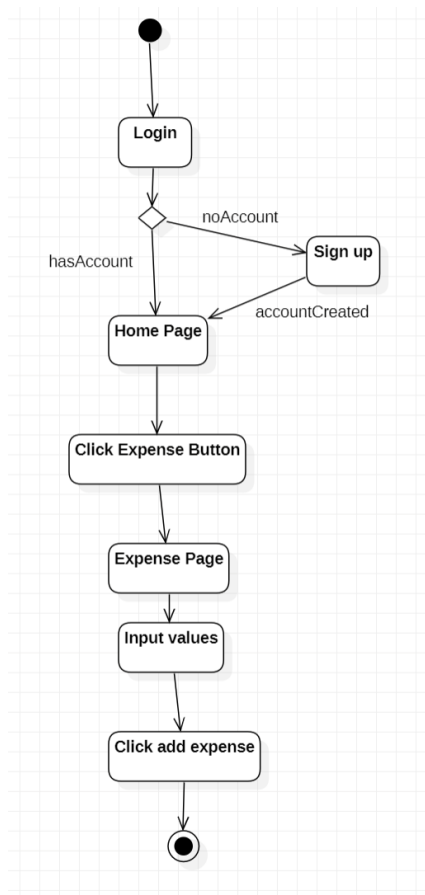 Login
noAccount
Sign up
hasAccount
accountCreated
Home Page
Click Expense Button
Expense Page
Input values
Click add expense